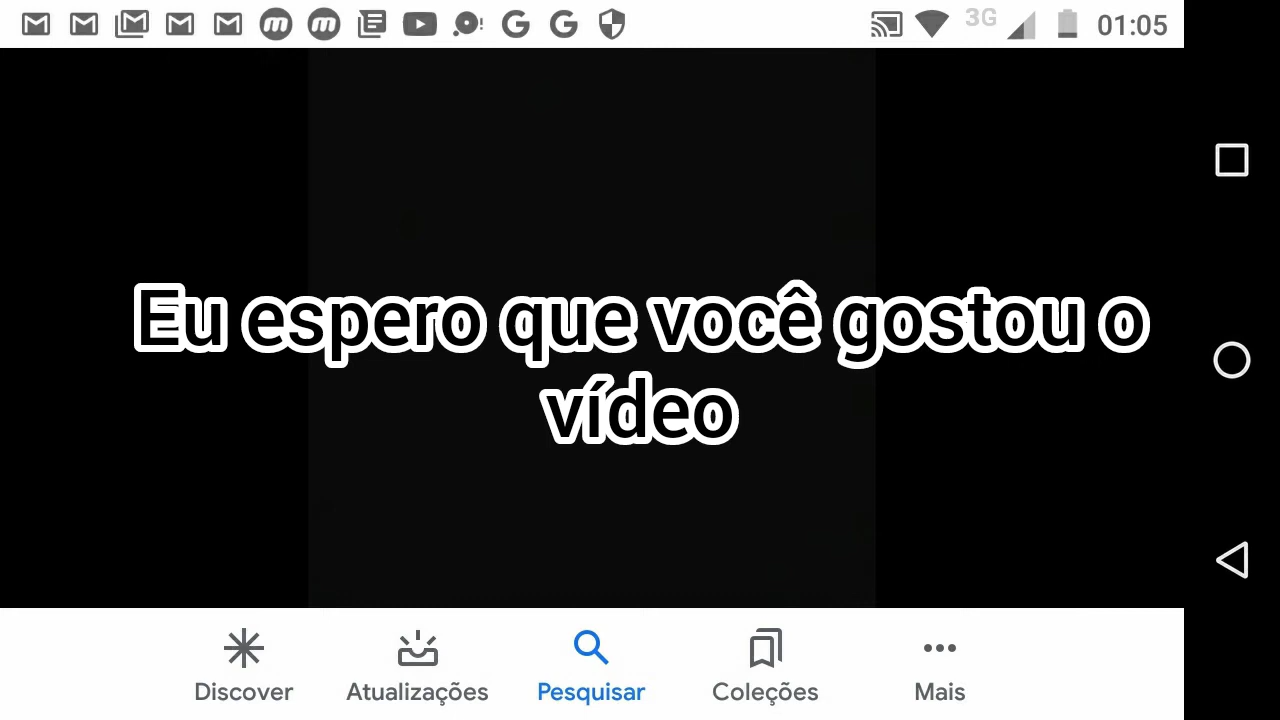 3G 01:05
Eu espero que você gostou o
vídeo
Discover Atualizações Pesquisar Coleções Mais